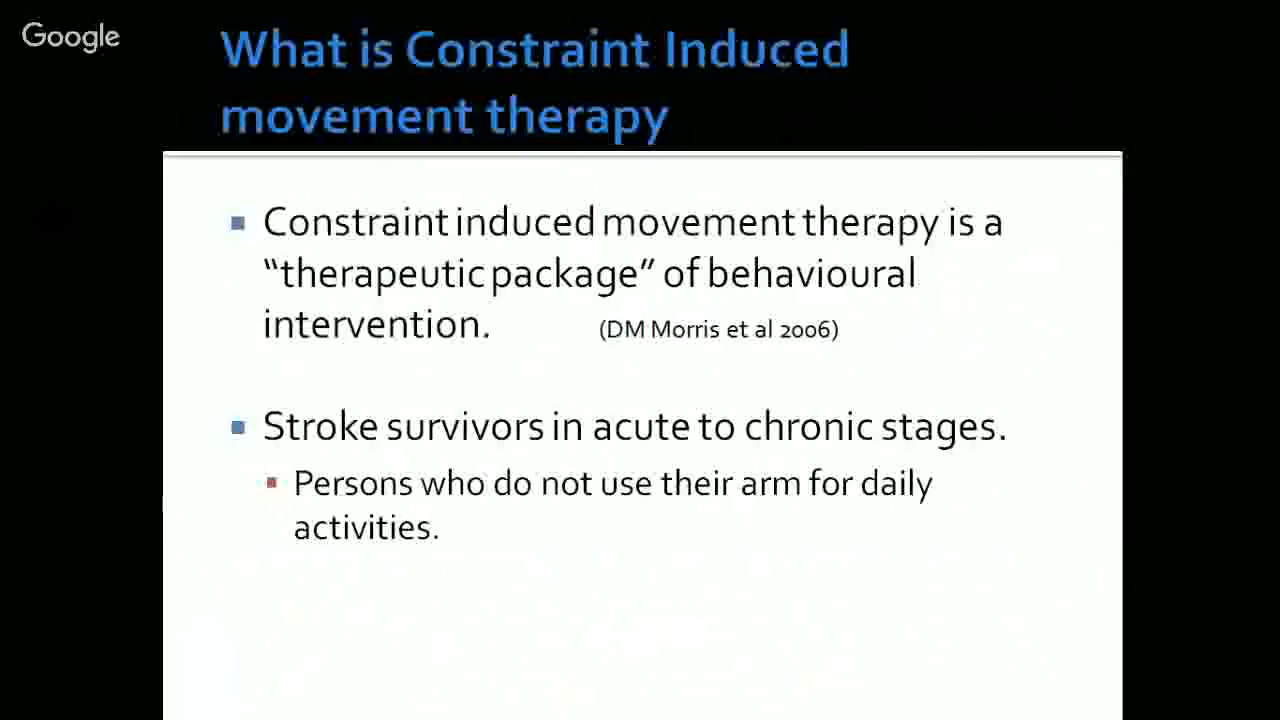 Google
What is Constraint Induced
movement therapy
Constraint induced movement therapy is a
“therapeutic package” of behavioural
intervention. (DM Morris et al 2006)
Stroke survivors in acute to chronic stages.
Persons who do not use their arm for daily
activities.